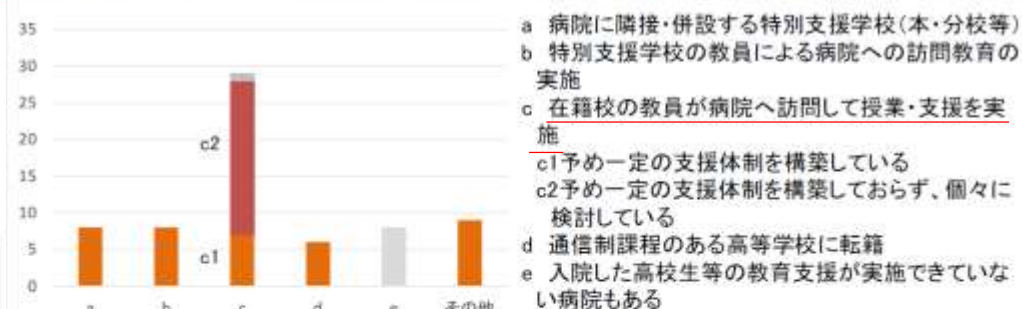 35
30
25
20
15
10
5
0
c2
c1
a
b
c
d
e
その他
a 病院に隣接・併設する特別支援学校(本・分校等)
b 特別支援学校の教員による病院への訪問教育の
実施
c 在籍校の教員が病院へ訪問して授業・支援を実
施
c1予め一定の支援体制を構築している
c2予め一定の支援体制を構築しておらず、個々に
検討している
d 通信制課程のある高等学校に転籍
e 入院した高校生等の教育支援が実施できていな
い病院もある